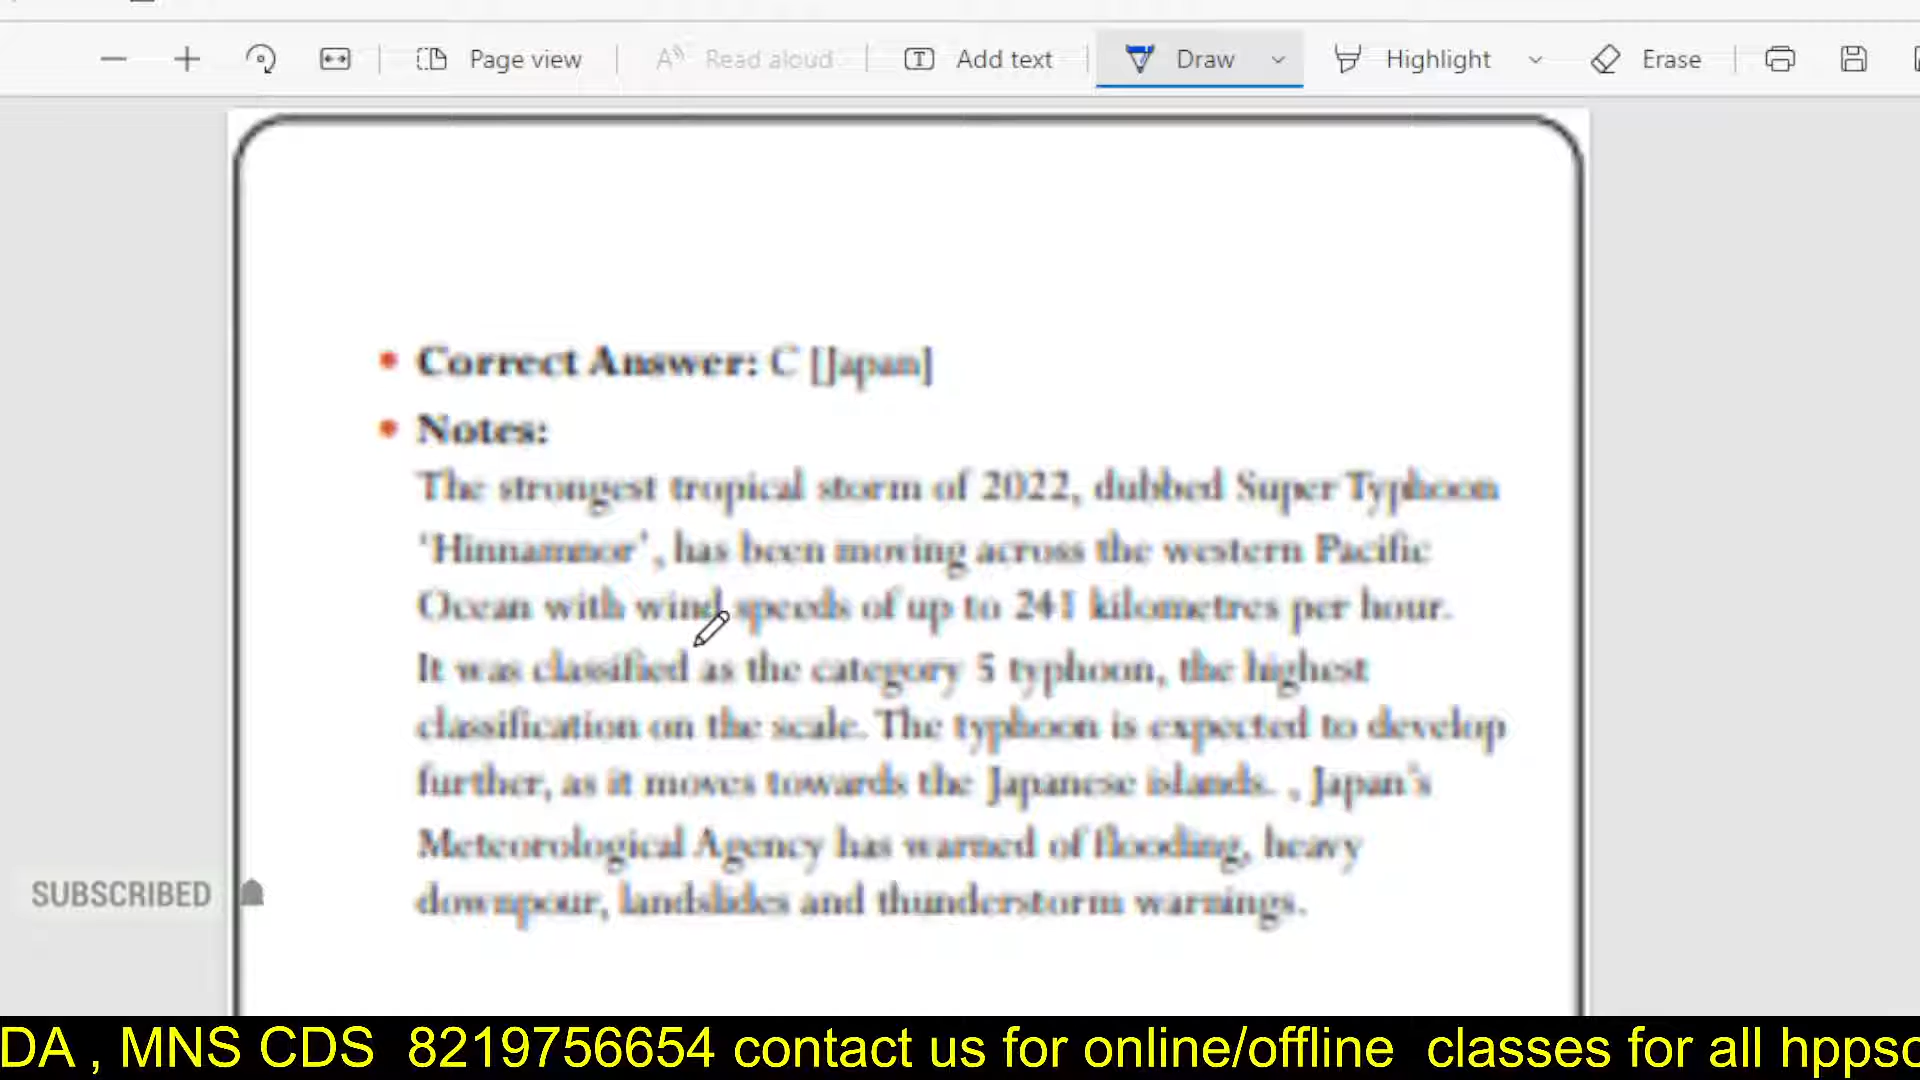 Page view
Read aloud
Add text
Draw
Highlight
Erase
Correct Answer: C [Japan]
Notes:
The strongest tropical storm of 2022, dubbed Super Typhoon
‘Hinnamnor’, has been moving across the western Pacific
Ocean with wind speeds of up to 241 kilometres per hour.
It was classified as the category 5 typhoon, the highest
classification on the scale. The typhoon is expected to develop
further, as it moves towards the Japanese islands. , Japan's
Meteorological Agency has warned of flooding, heavy
downpour, landslides and thunderstorm warnings.
SUBSCRIBED
DA , MNS CDS 8219756654 contact us for online/offline classes for all hppsc